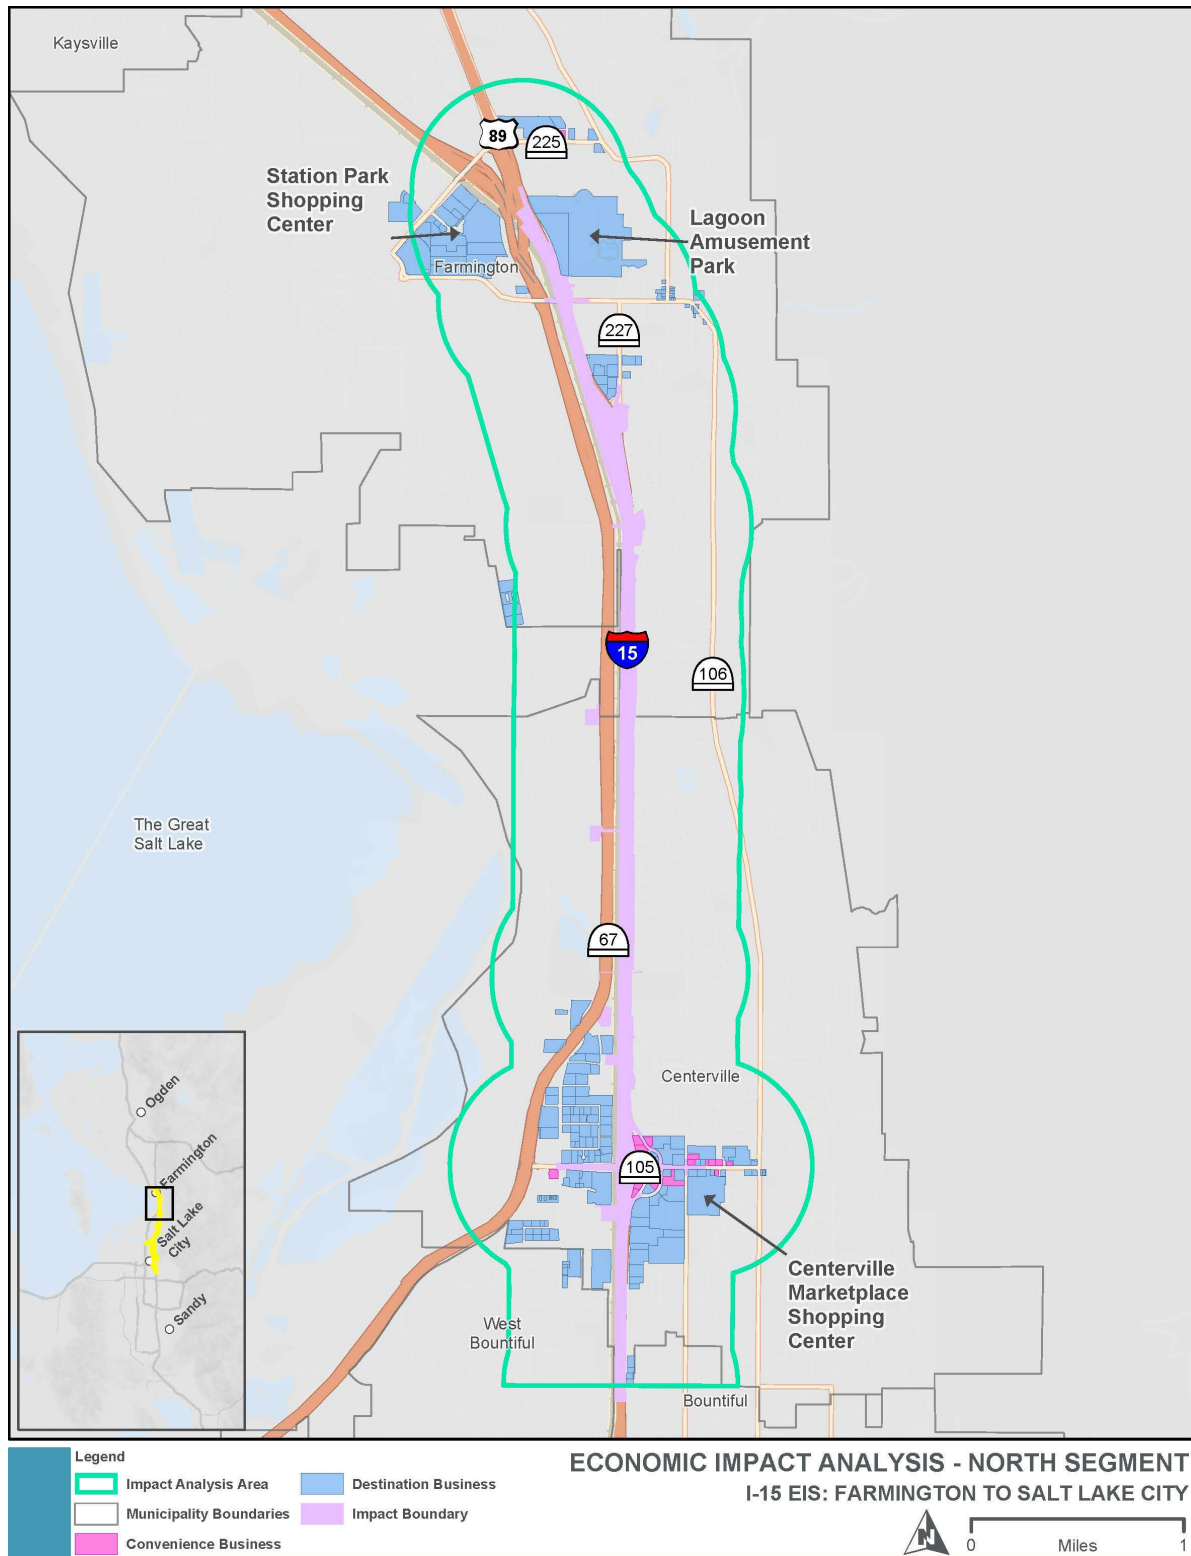 Kaysville
89
225
Station Park
Shopping
Center
Lagoon
Amusement
Park
Farmington
227
15
106
The Great
Salt Lake
67
Centerville
105
Centerville
Marketplace
Shopping
Center
West
Bountiful
Bountiful
Ogden
Farmington
Salt Lake
City
Sandy
Legend
Impact Analysis Area
Municipality Boundaries
Convenience Business
Destination Business
Impact Boundary
ECONOMIC IMPACT ANALYSIS - NORTH SEGMENT
I-15 EIS: FARMINGTON TO SALT LAKE CITY
N
0 Miles 1